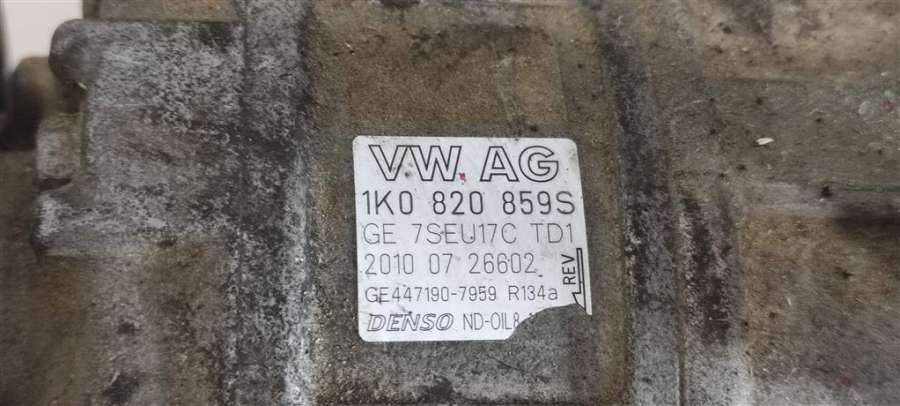 VW AG
1K0 820 859S
GE 7SEU17C TD1
2010 07 26602
GE447190-7959 R134a
DENSO ND-OIL8
REV